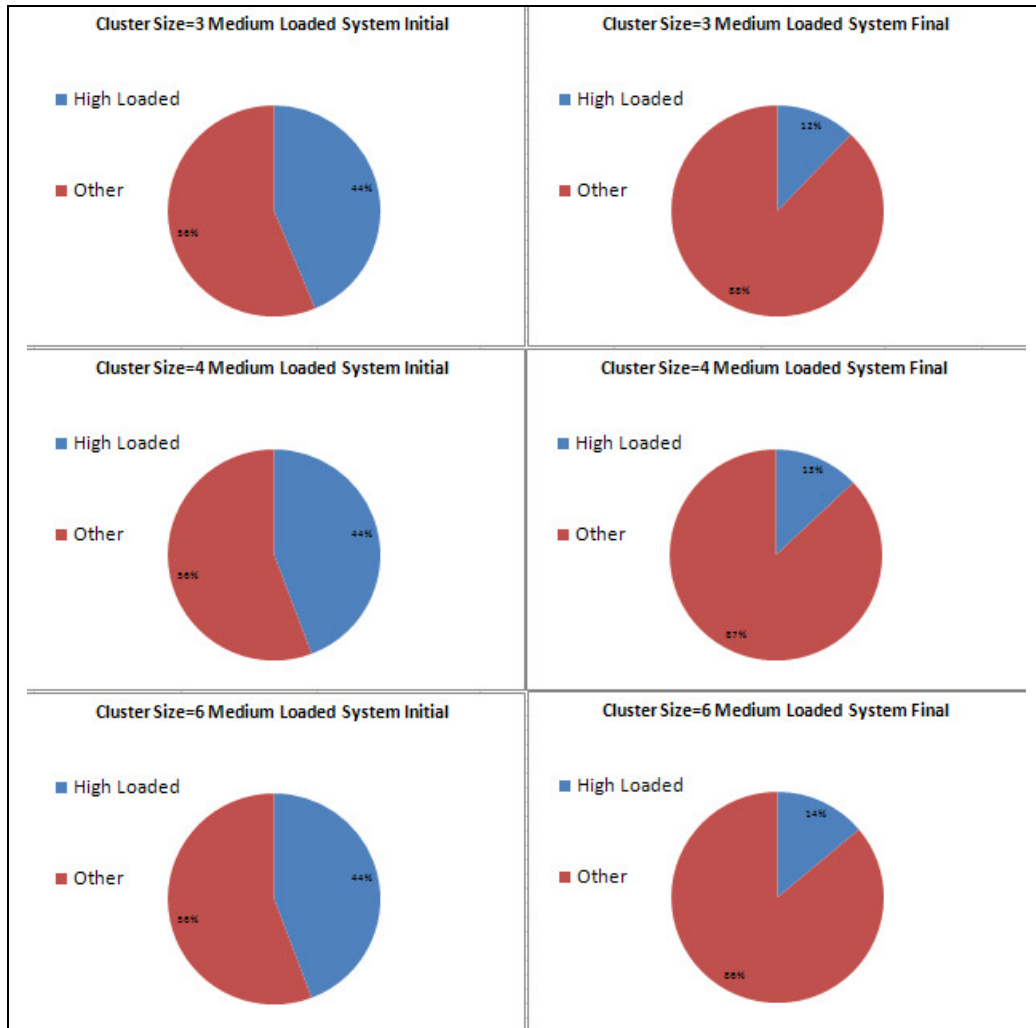 Cluster Size=3 Medium Loaded System Initial
High Loaded
44%
Other
56%
Cluster Size=3 Medium Loaded System Final
High Loaded
12%
Other
88%
Cluster Size=4 Medium Loaded System Initial
High Loaded
44%
Other
56%
Cluster Size=4 Medium Loaded System Final
High Loaded
13%
Other
87%
Cluster Size=6 Medium Loaded System Initial
High Loaded
44%
Other
56%
Cluster Size=6 Medium Loaded System Final
High Loaded
14%
Other
86%